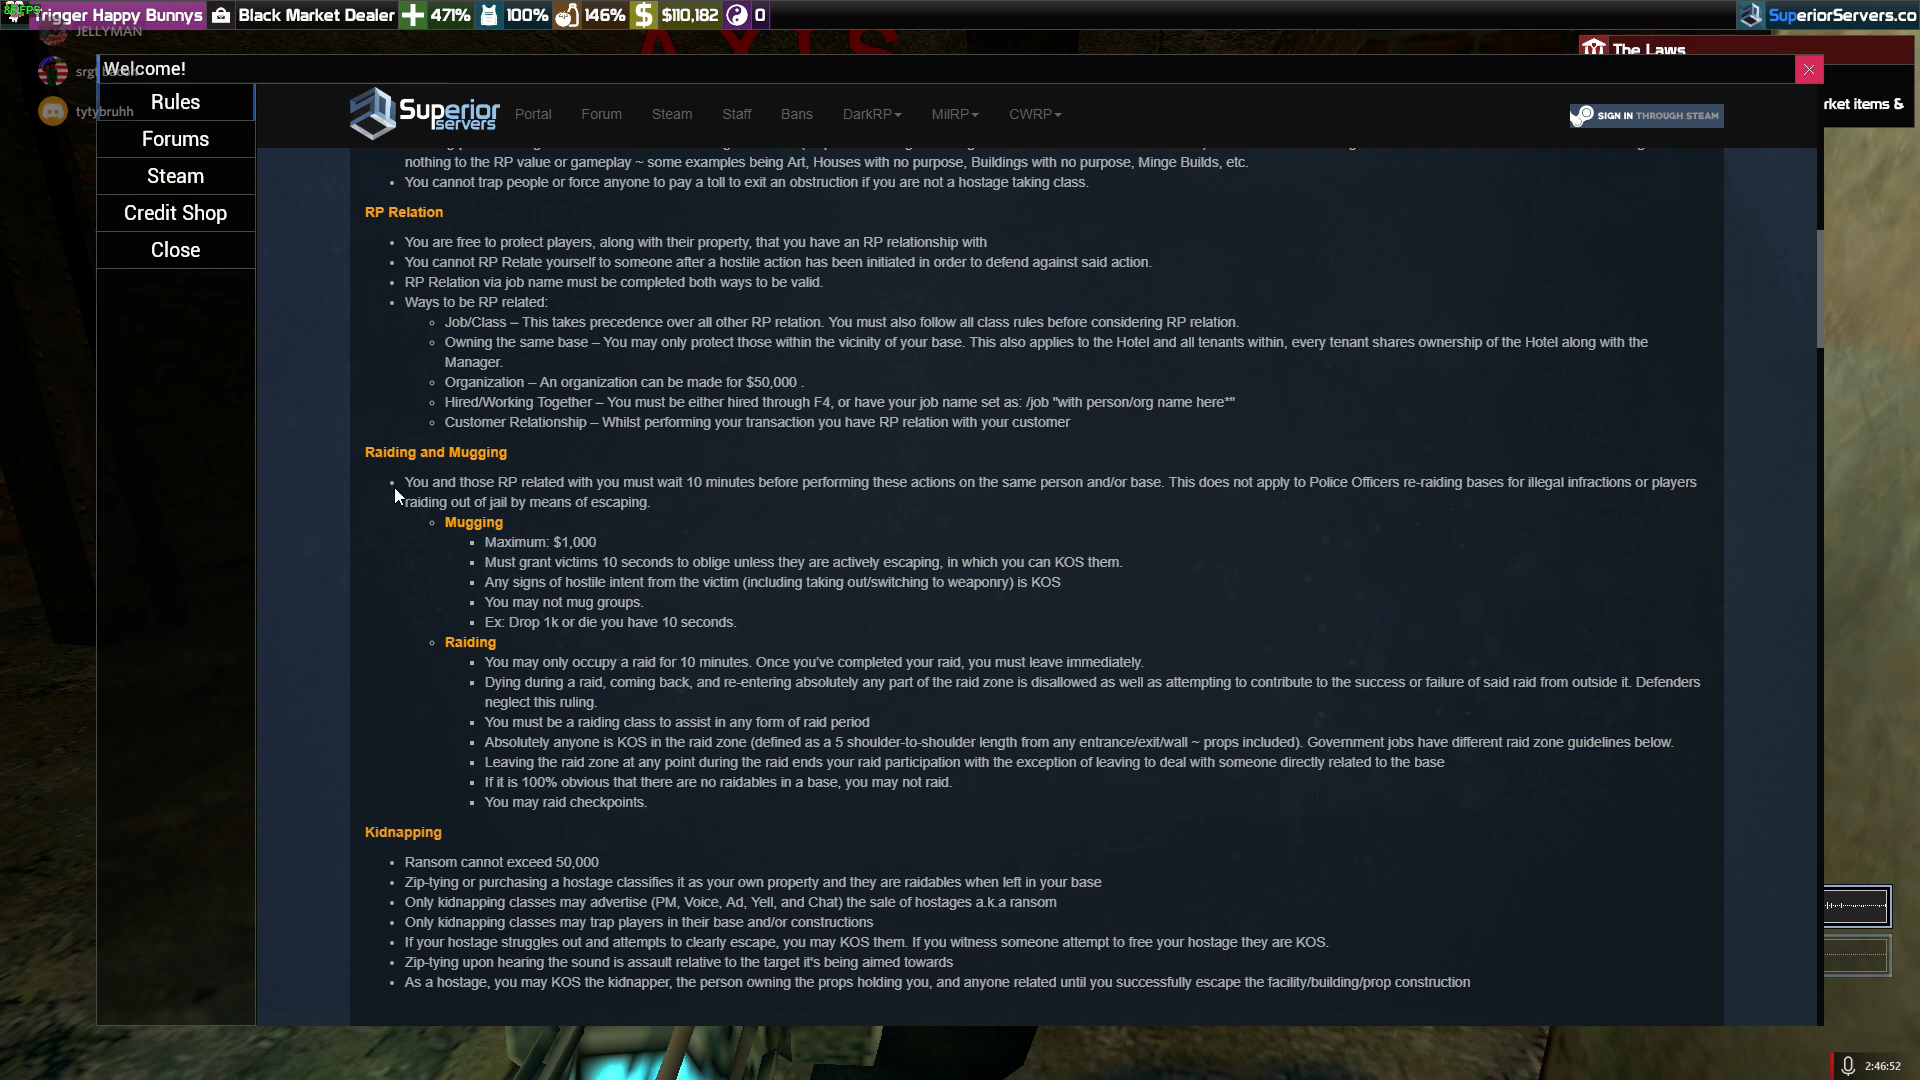 Trigger Happy Bunnys Black Market Dealer 471% 100% 146% $110,182 0 SuperiorServers.co
JELLYMAN
The Laws
Welcome!
srgt
Rules
rket items &
tytybruhh
Superior servers Portal Forum Steam Staff Bans DarkRP MilRP CWRP SIGN IN THROUGH STEAM
Forums
Steam
Credit Shop
Close
nothing to the RP value or gameplay ~ some examples being Art, Houses with no purpose, Buildings with no purpose, Minge Builds, etc.
You cannot trap people or force anyone to pay a toll to exit an obstruction if you are not a hostage taking class.
RP Relation
You are free to protect players, along with their property, that you have an RP relationship with
You cannot RP Relate yourself to someone after a hostile action has been initiated in order to defend against said action.
RP Relation via job name must be completed both ways to be valid.
Ways to be RP related:
Job/Class – This takes precedence over all other RP relation. You must also follow all class rules before considering RP relation.
Owning the same base – You may only protect those within the vicinity of your base. This also applies to the Hotel and all tenants within, every tenant shares ownership of the Hotel along with the
Manager.
Organization – An organization can be made for $50,000 .
Hired/Working Together – You must be either hired through F4, or have your job name set as: /job "with person/org name here*"
Customer Relationship – Whilst performing your transaction you have RP relation with your customer
Raiding and Mugging
You and those RP related with you must wait 10 minutes before performing these actions on the same person and/or base. This does not apply to Police Officers re-raiding bases for illegal infractions or players
raiding out of jail by means of escaping.
Mugging
Maximum: $1,000
Must grant victims 10 seconds to oblige unless they are actively escaping, in which you can KOS them.
Any signs of hostile intent from the victim (including taking out/switching to weaponry) is KOS
You may not mug groups.
Ex: Drop 1k or die you have 10 seconds.
Raiding
You may only occupy a raid for 10 minutes. Once you've completed your raid, you must leave immediately.
Dying during a raid, coming back, and re-entering absolutely any part of the raid zone is disallowed as well as attempting to contribute to the success or failure of said raid from outside it. Defenders
neglect this ruling.
You must be a raiding class to assist in any form of raid period
Absolutely anyone is KOS in the raid zone (defined as a 5 shoulder-to-shoulder length from any entrance/exit/wall ~ props included). Government jobs have different raid zone guidelines below.
Leaving the raid zone at any point during the raid ends your raid participation with the exception of leaving to deal with someone directly related to the base
If it is 100% obvious that there are no raidables in a base, you may not raid.
You may raid checkpoints.
Kidnapping
Ransom cannot exceed 50,000
Zip-tying or purchasing a hostage classifies it as your own property and they are raidables when left in your base
Only kidnapping classes may advertise (PM, Voice, Ad, Yell, and Chat) the sale of hostages a.k.a ransom
Only kidnapping classes may trap players in their base and/or constructions
If your hostage struggles out and attempts to clearly escape, you may KOS them. If you witness someone attempt to free your hostage they are KOS.
Zip-tying upon hearing the sound is assault relative to the target it's being aimed towards
As a hostage, you may KOS the kidnapper, the person owning the props holding you, and anyone related until you successfully escape the facility/building/prop construction
2:46:52